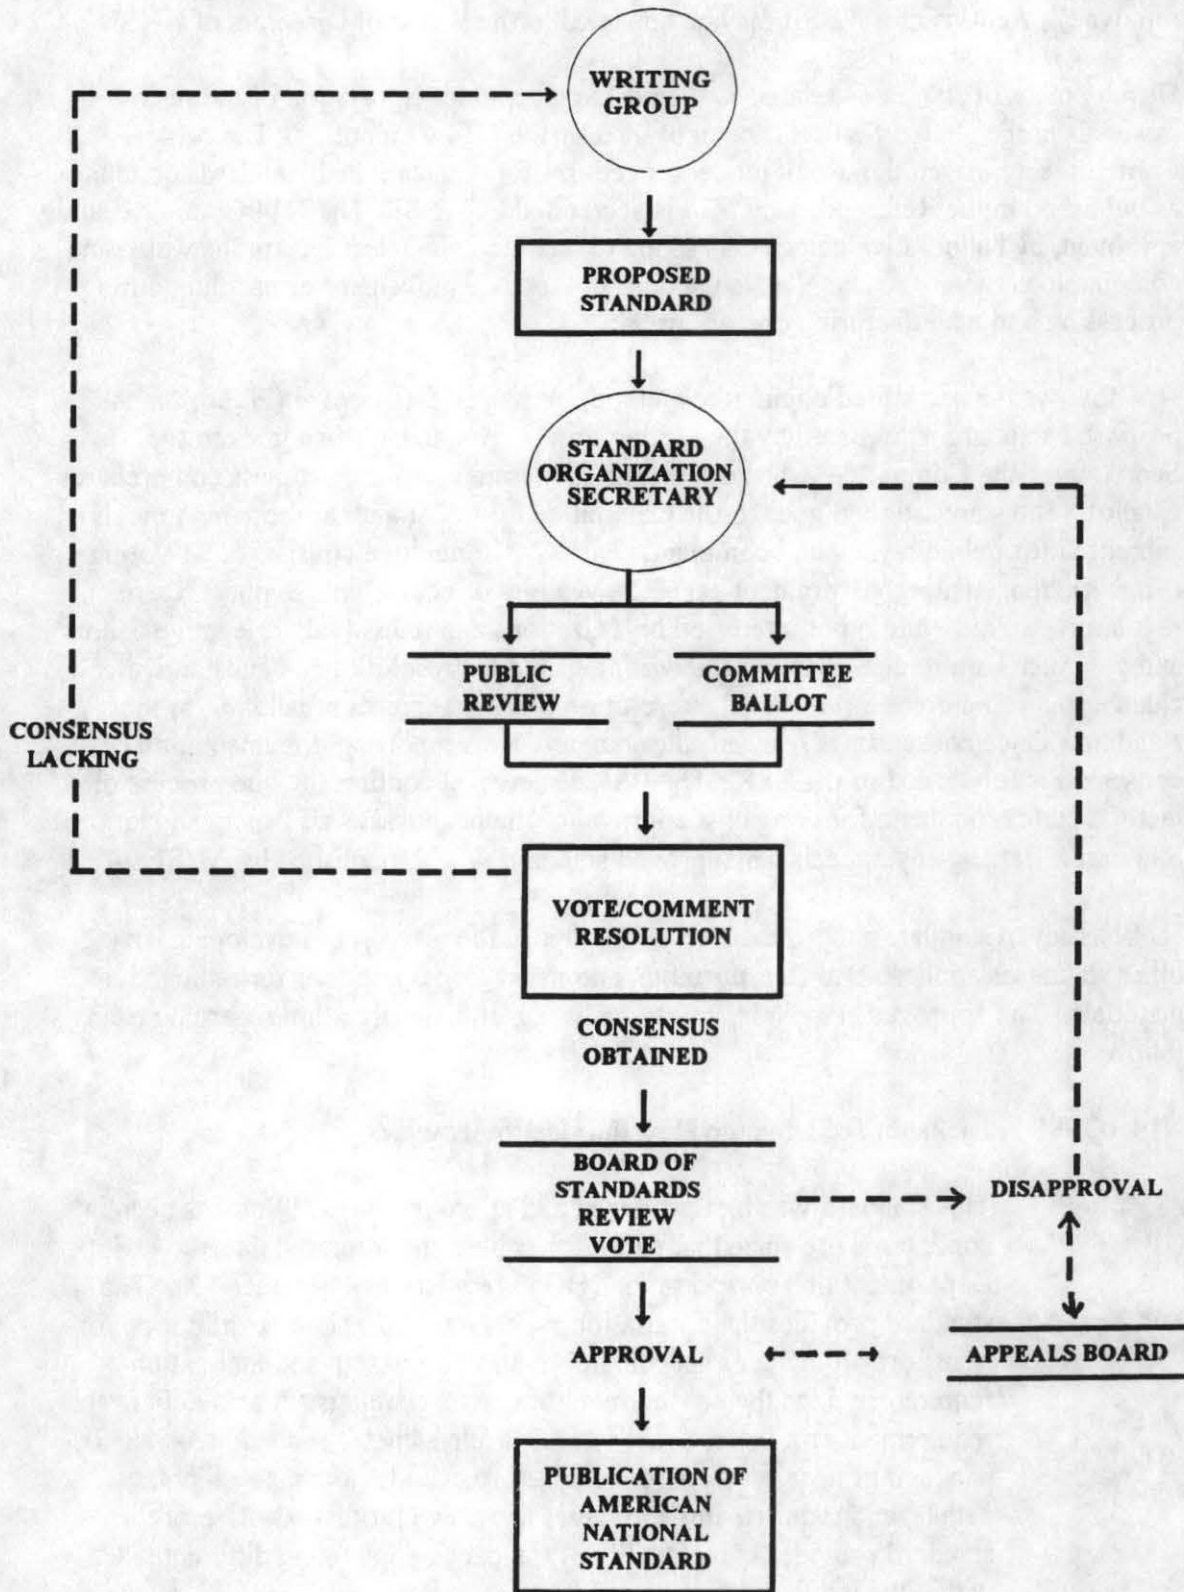 WRITING
GROUP
PROPOSED
STANDARD
STANDARD
ORGANIZATION
SECRETARY
PUBLIC
REVIEW
COMMITTEE
BALLOT
CONSENSUS
LACKING
VOTE/COMMENT
RESOLUTION
CONSENSUS
OBTAINED
BOARD OF
STANDARDS
REVIEW
VOTE
DISAPPROVAL
APPROVAL
APPEALS BOARD
PUBLICATION OF
AMERICAN
NATIONAL
STANDARD